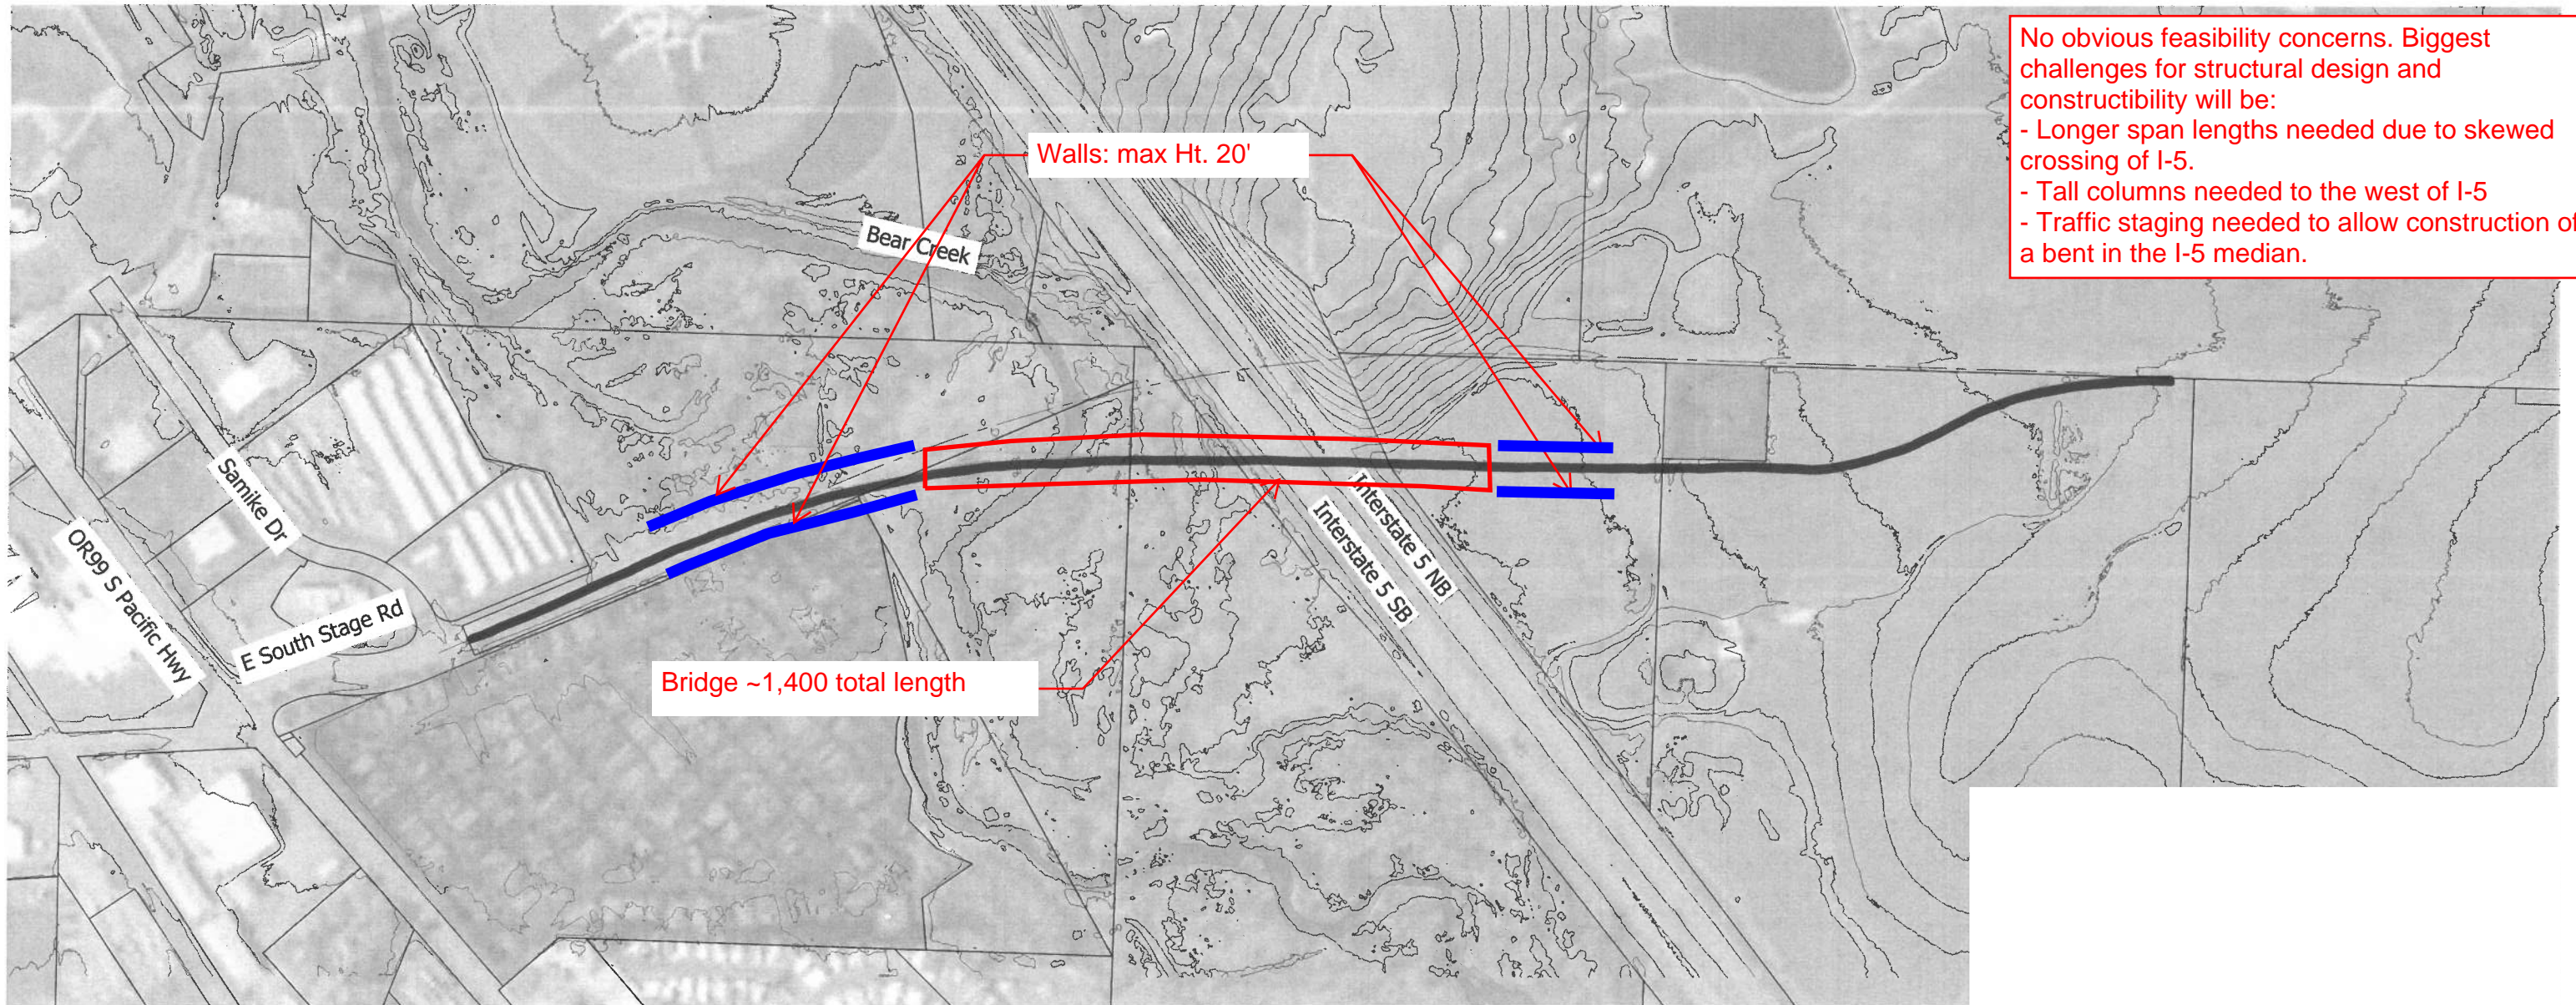 No obvious feasibility concerns. Biggest
challenges for structural design and
constructibility will be:
- Longer span lengths needed due to skewed
crossing of I-5.
- Tall columns needed to the west of I-5
- Traffic staging needed to allow construction of
a bent in the I-5 median.
Walls: max Ht. 20'
Bear Creek
Samike Dr
OR99 S Pacific Hwy
E South Stage Rd
Interstate 5 NB
Interstate 5 SB
Bridge ~1,400 total length